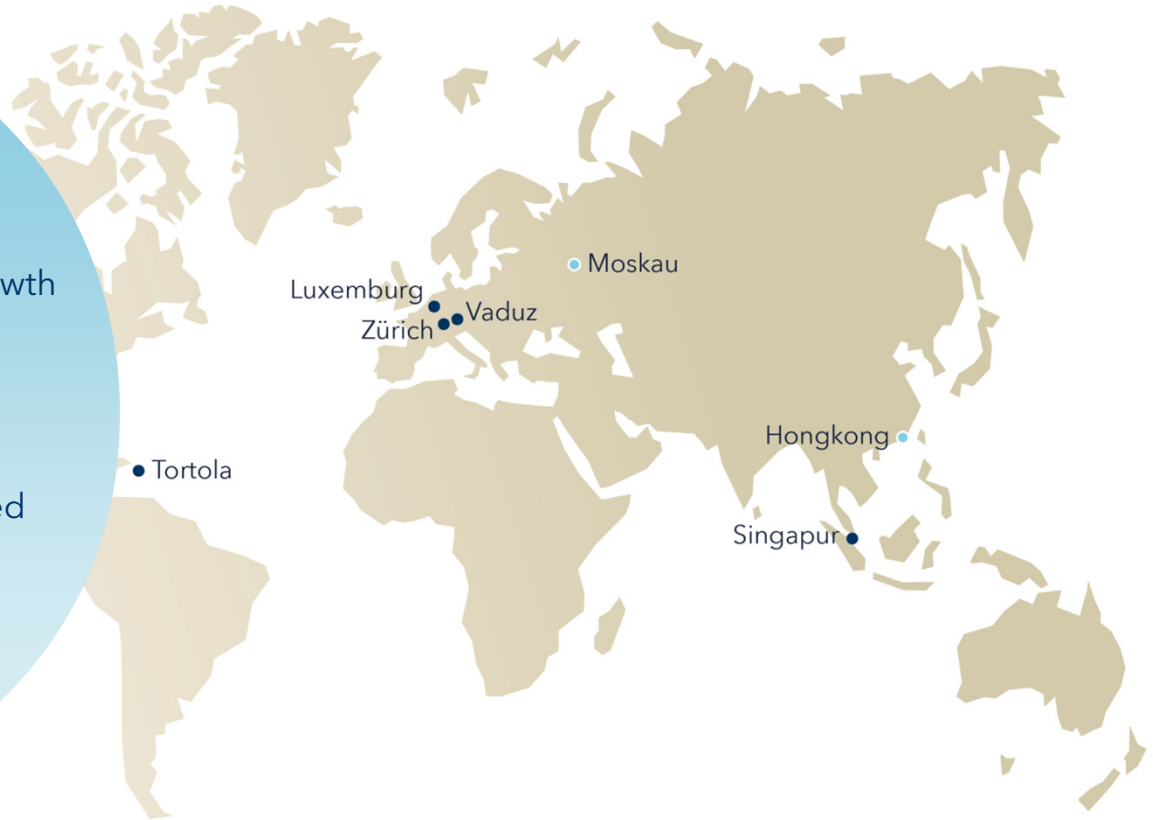 wth
ed
Moskau
Luxemburg
Vaduz
Zürich
Hongkong
Tortola
Singapur